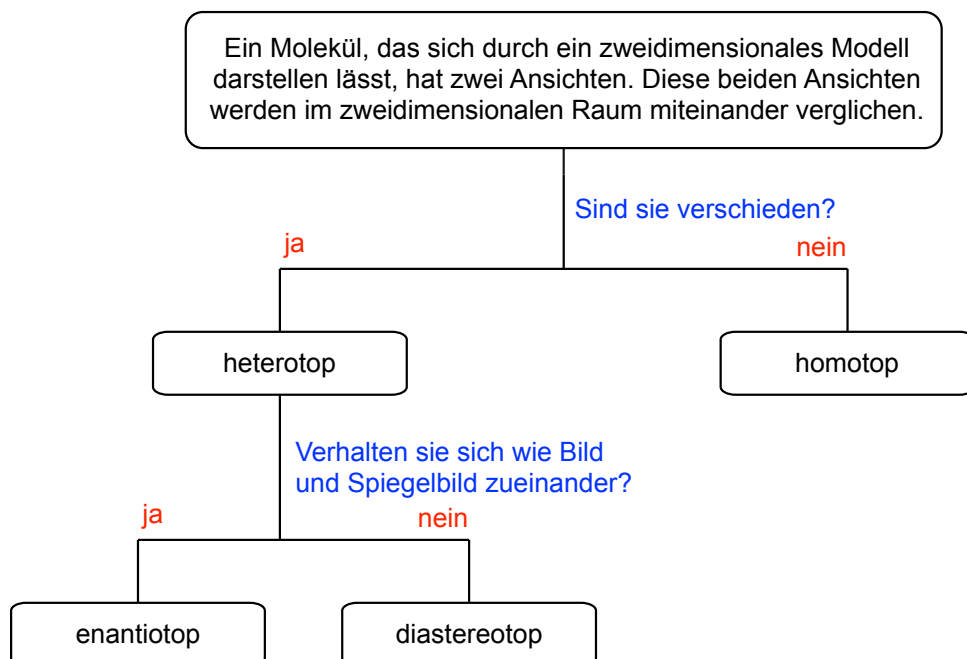 Ein Molekül, das sich durch ein zweidimensionales Modell
darstellen lässt, hat zwei Ansichten. Diese beiden Ansichten
werden im zweidimensionalen Raum miteinander verglichen.
Sind sie verschieden?
ja
nein
heterotop
homotop
Verhalten sie sich wie Bild
und Spiegelbild zueinander?
ja
nein
enantiotop
diastereotop